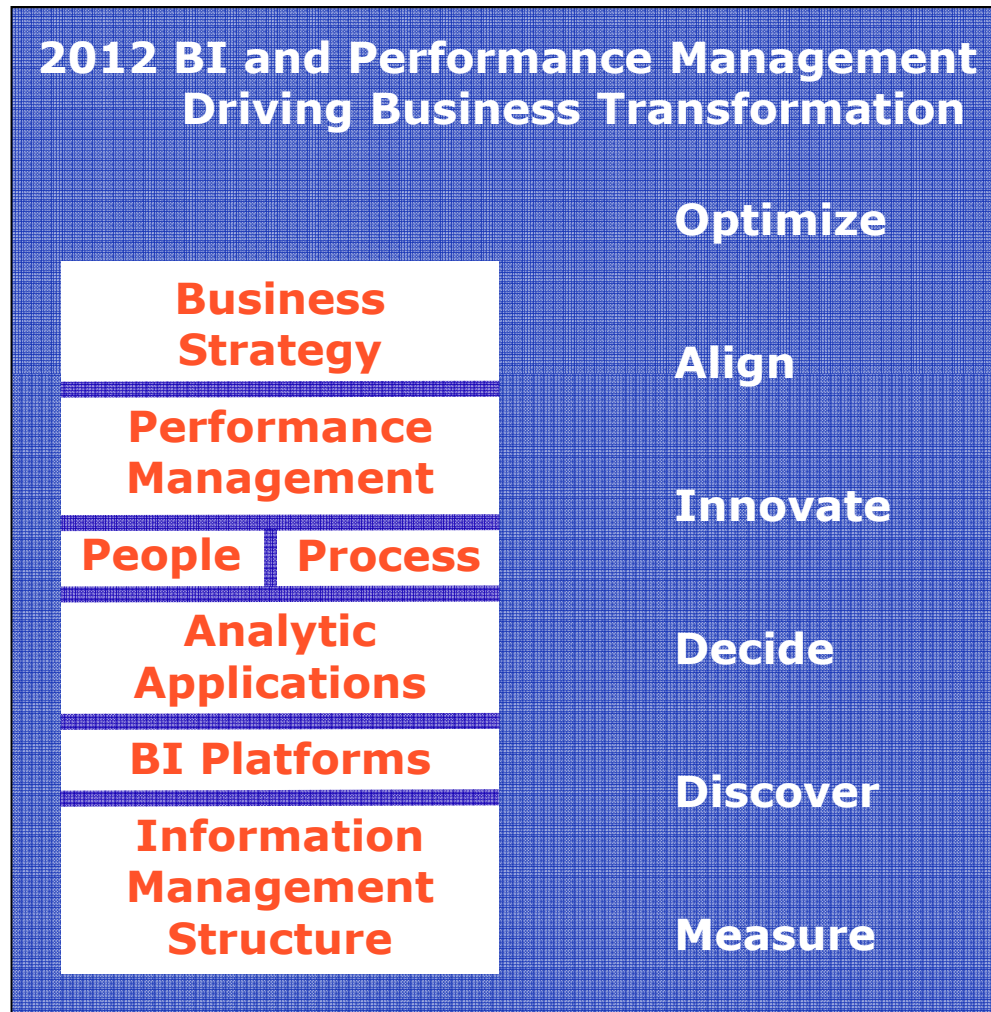 2012 BI and Performance Management
Driving Business Transformation
Business
Strategy
Performance
Management
People
Process
Analytic
Applications
BI Platforms
Information
Management
Structure
Optimize
Align
Innovate
Decide
Discover
Measure